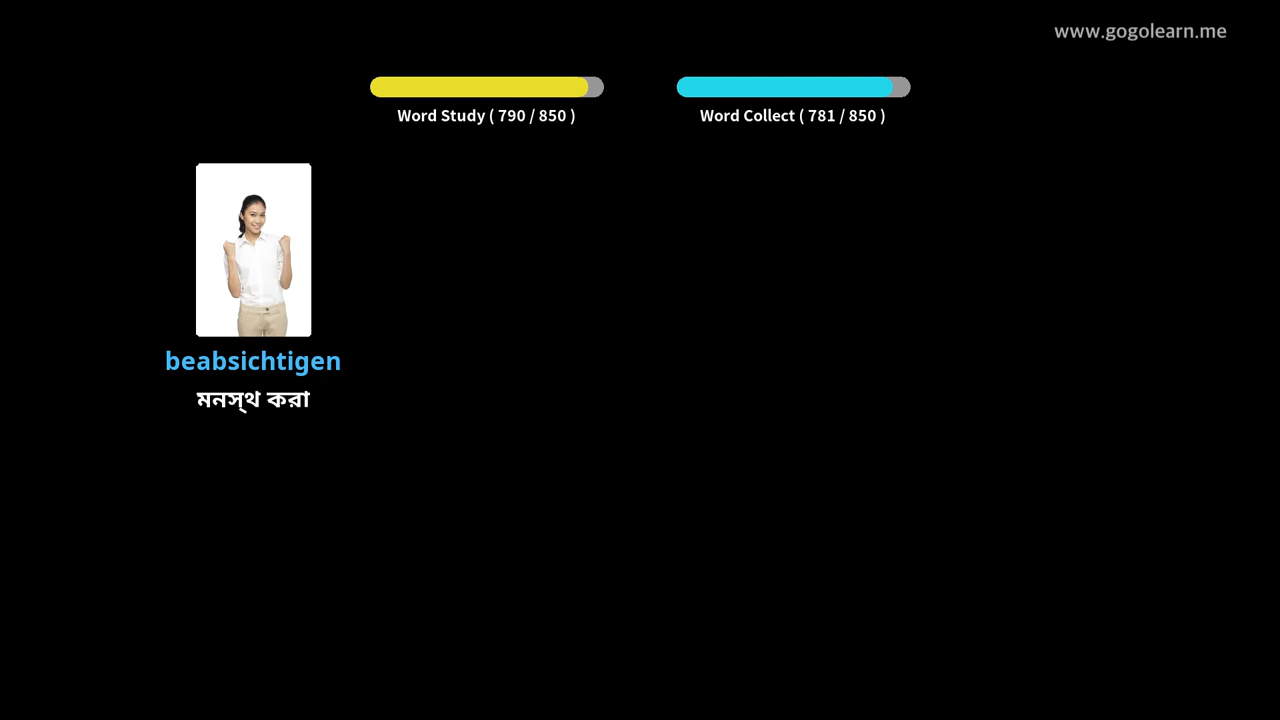 www.gogolearn.me
Word Study ( 790 / 850 )
Word Collect ( 781 / 850 )
beabsichtigen
মনস্থ করা